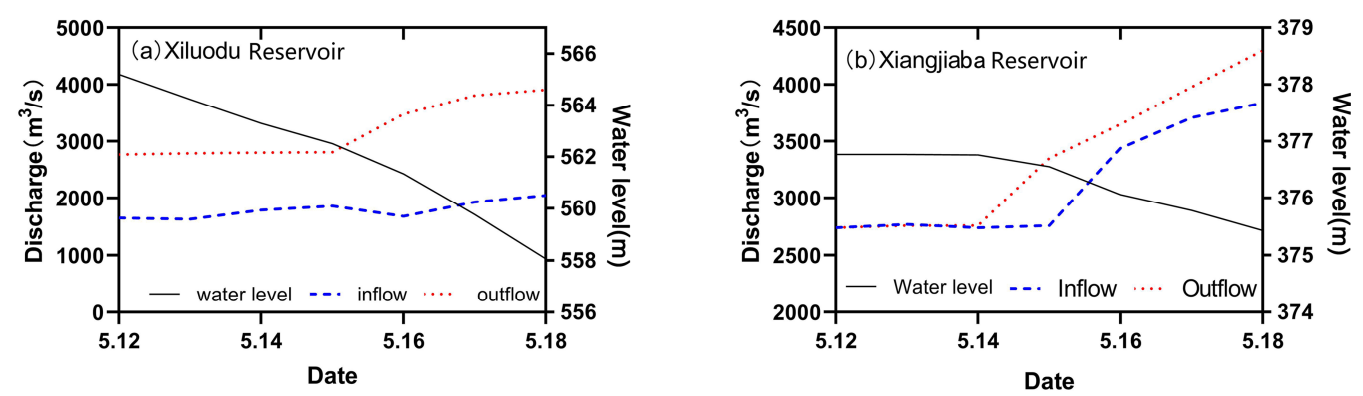 (a)Xiluodu Reservoir
5000
4000
3000
2000
1000
0
Discharge(m³/s)
566
564
562
560
558
556
Water level(m)
water level
inflow
outflow
5.12
5.14
5.16
5.18
Date
(b)Xiangjiaba Reservoir
4500
4000
3500
3000
2500
2000
Discharge(m³/s)
379
378
377
376
375
374
Water level(m)
Water level
Inflow
Outflow
5.12
5.14
5.16
5.18
Date